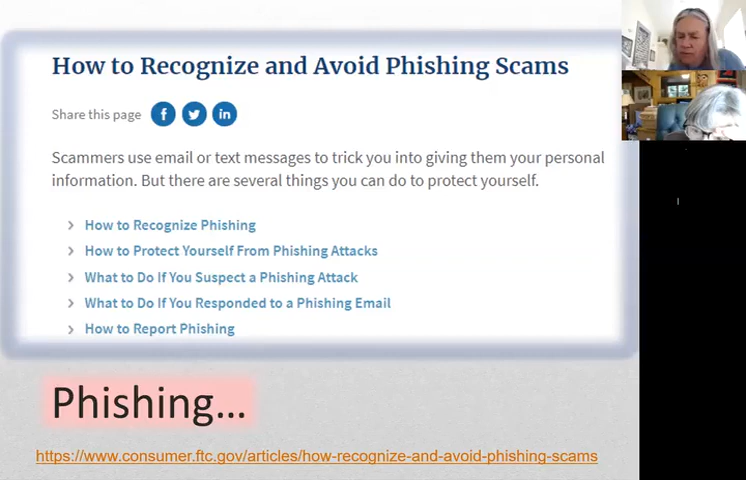 How to Recognize and Avoid Phishing Scams
Share this page
Scammers use email or text messages to trick you into giving them your personal
information. But there are several things you can do to protect yourself.
How to Recognize Phishing
How to Protect Yourself From Phishing Attacks
What to Do If You Suspect a Phishing Attack
What to Do If You Responded to a Phishing Email
How to Report Phishing
Phishing...
https://www.consumer.ftc.gov/articles/how-recognize-and-avoid-phishing-scams